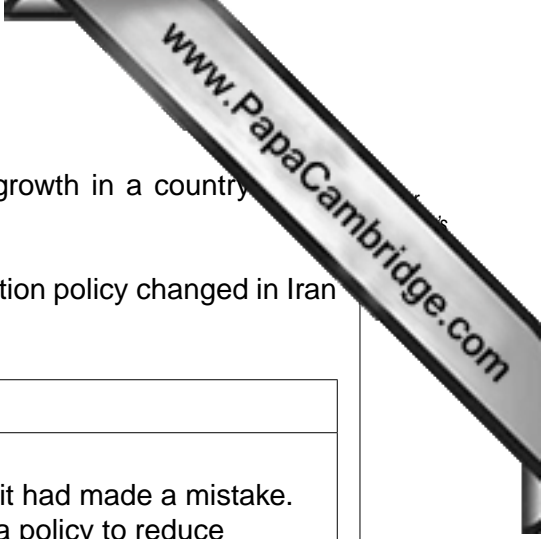 www.PapaCambridge.com
growth in a country
tion policy changed in Iran
it had made a mistake.
a policy to reduce